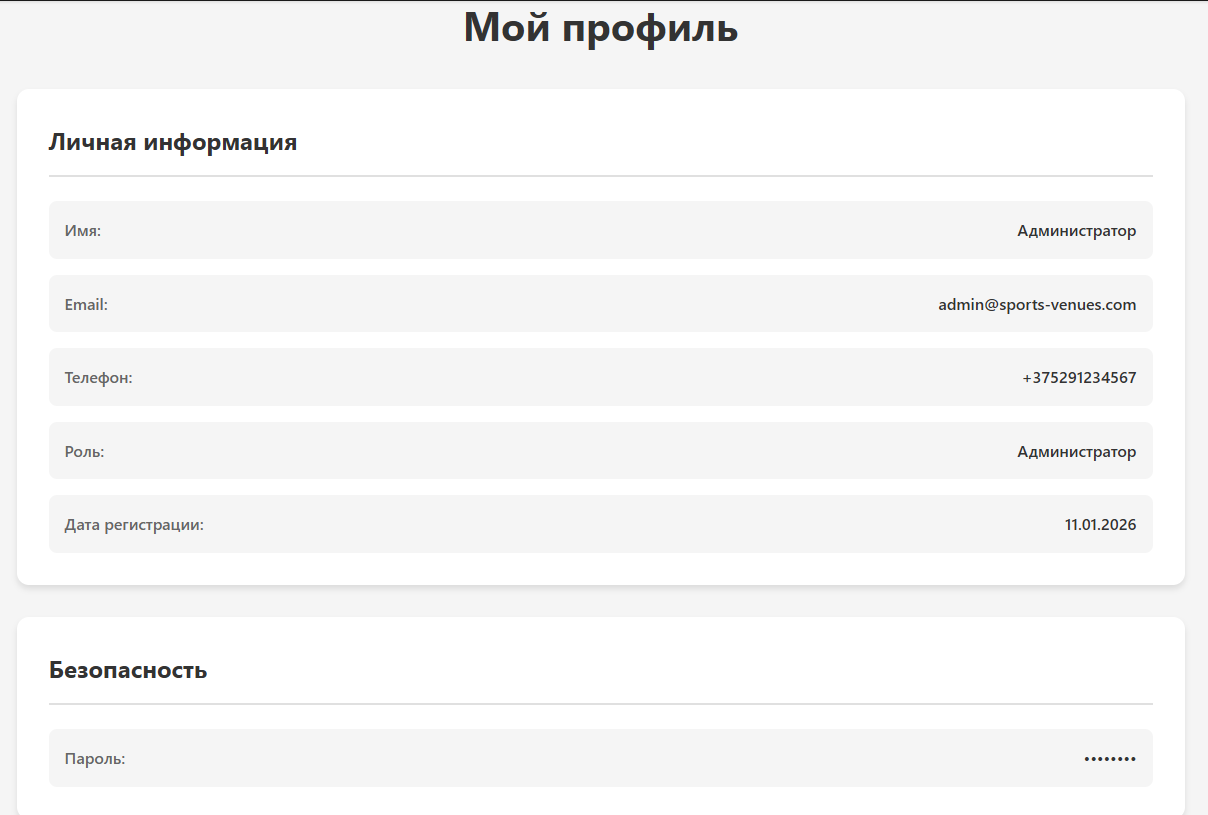 Мой профиль
Личная информация
Имя: Администратор
Email: admin@sports-venues.com
Телефон: +375291234567
Роль: Администратор
Дата регистрации: 11.01.2026
Безопасность
Пароль: ••••••••